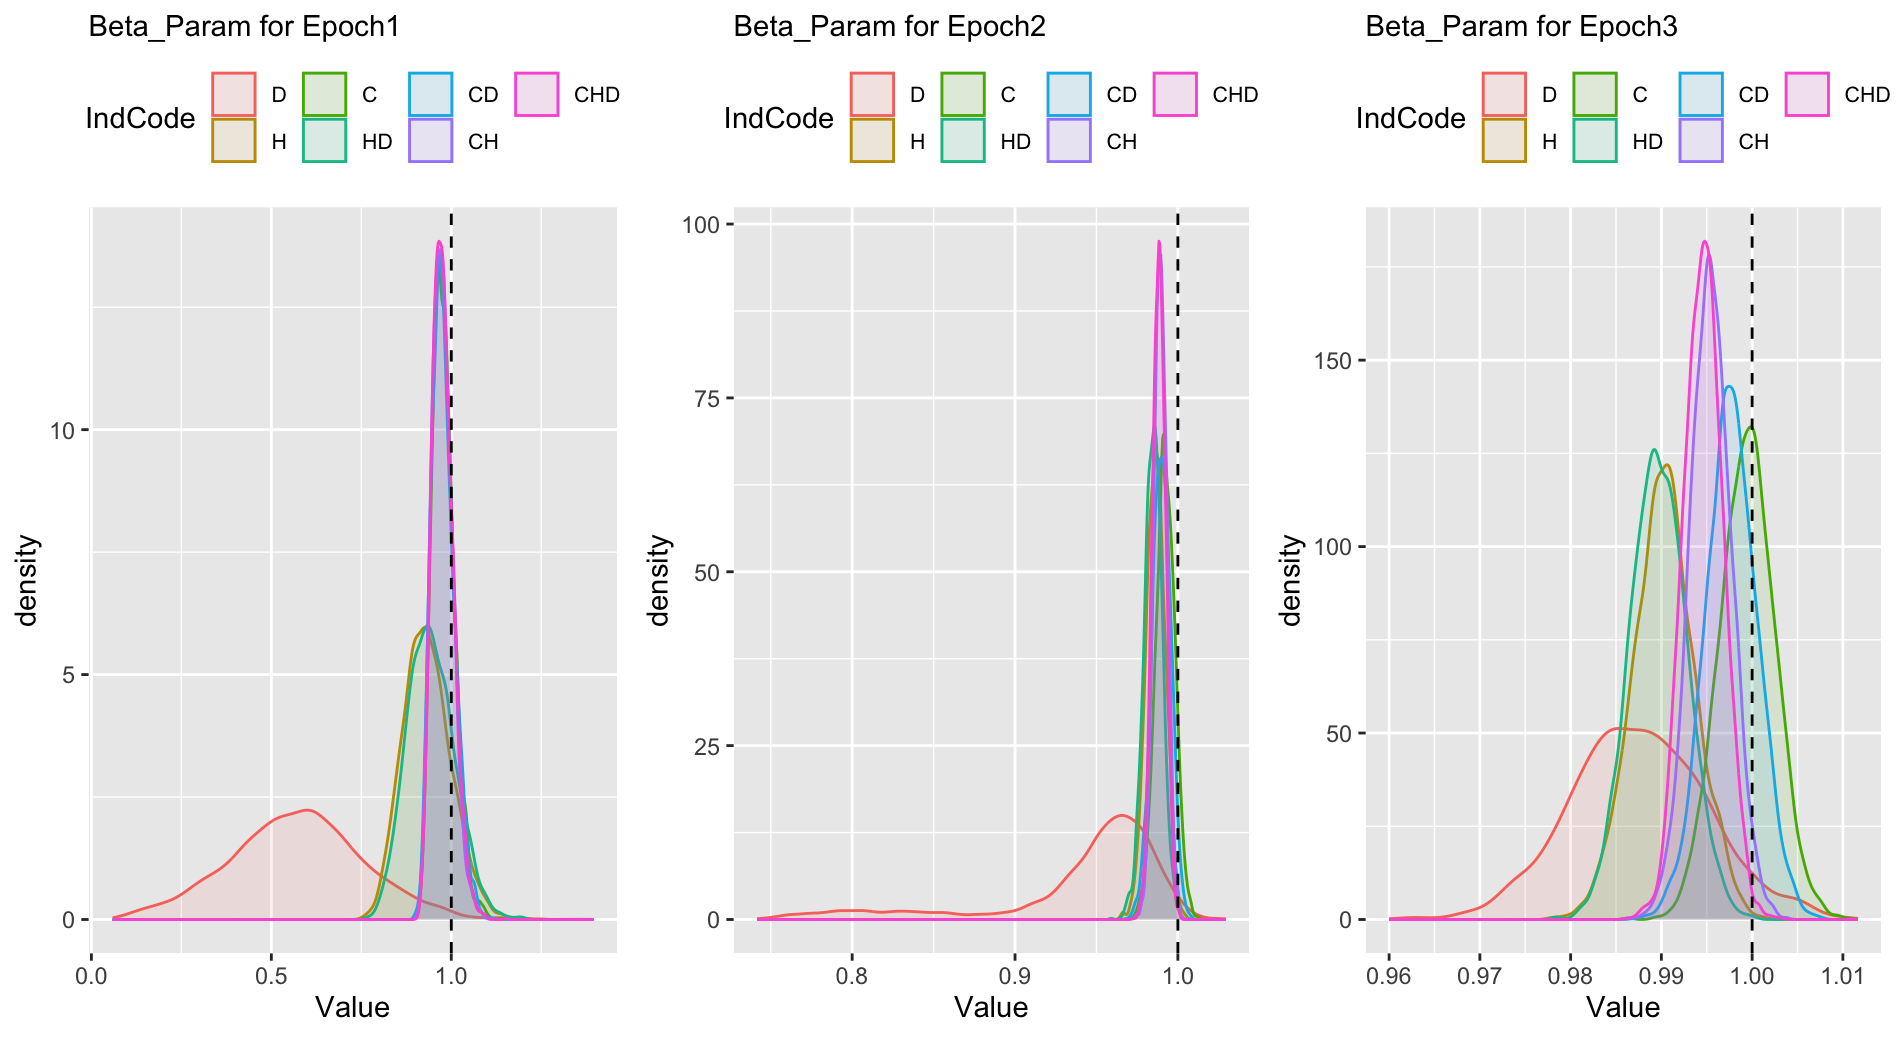 Beta_Param for Epoch1
IndCode D C CD CHD
H HD CH
density
10
5
0
0.0 0.5 1.0
Value
Beta_Param for Epoch2
IndCode D C CD CHD
H HD CH
density
100
75
50
25
0
0.8 0.9 1.0
Value
Beta_Param for Epoch3
IndCode D C CD CHD
H HD CH
density
150
100
50
0
0.96 0.97 0.98 0.99 1.00 1.01
Value